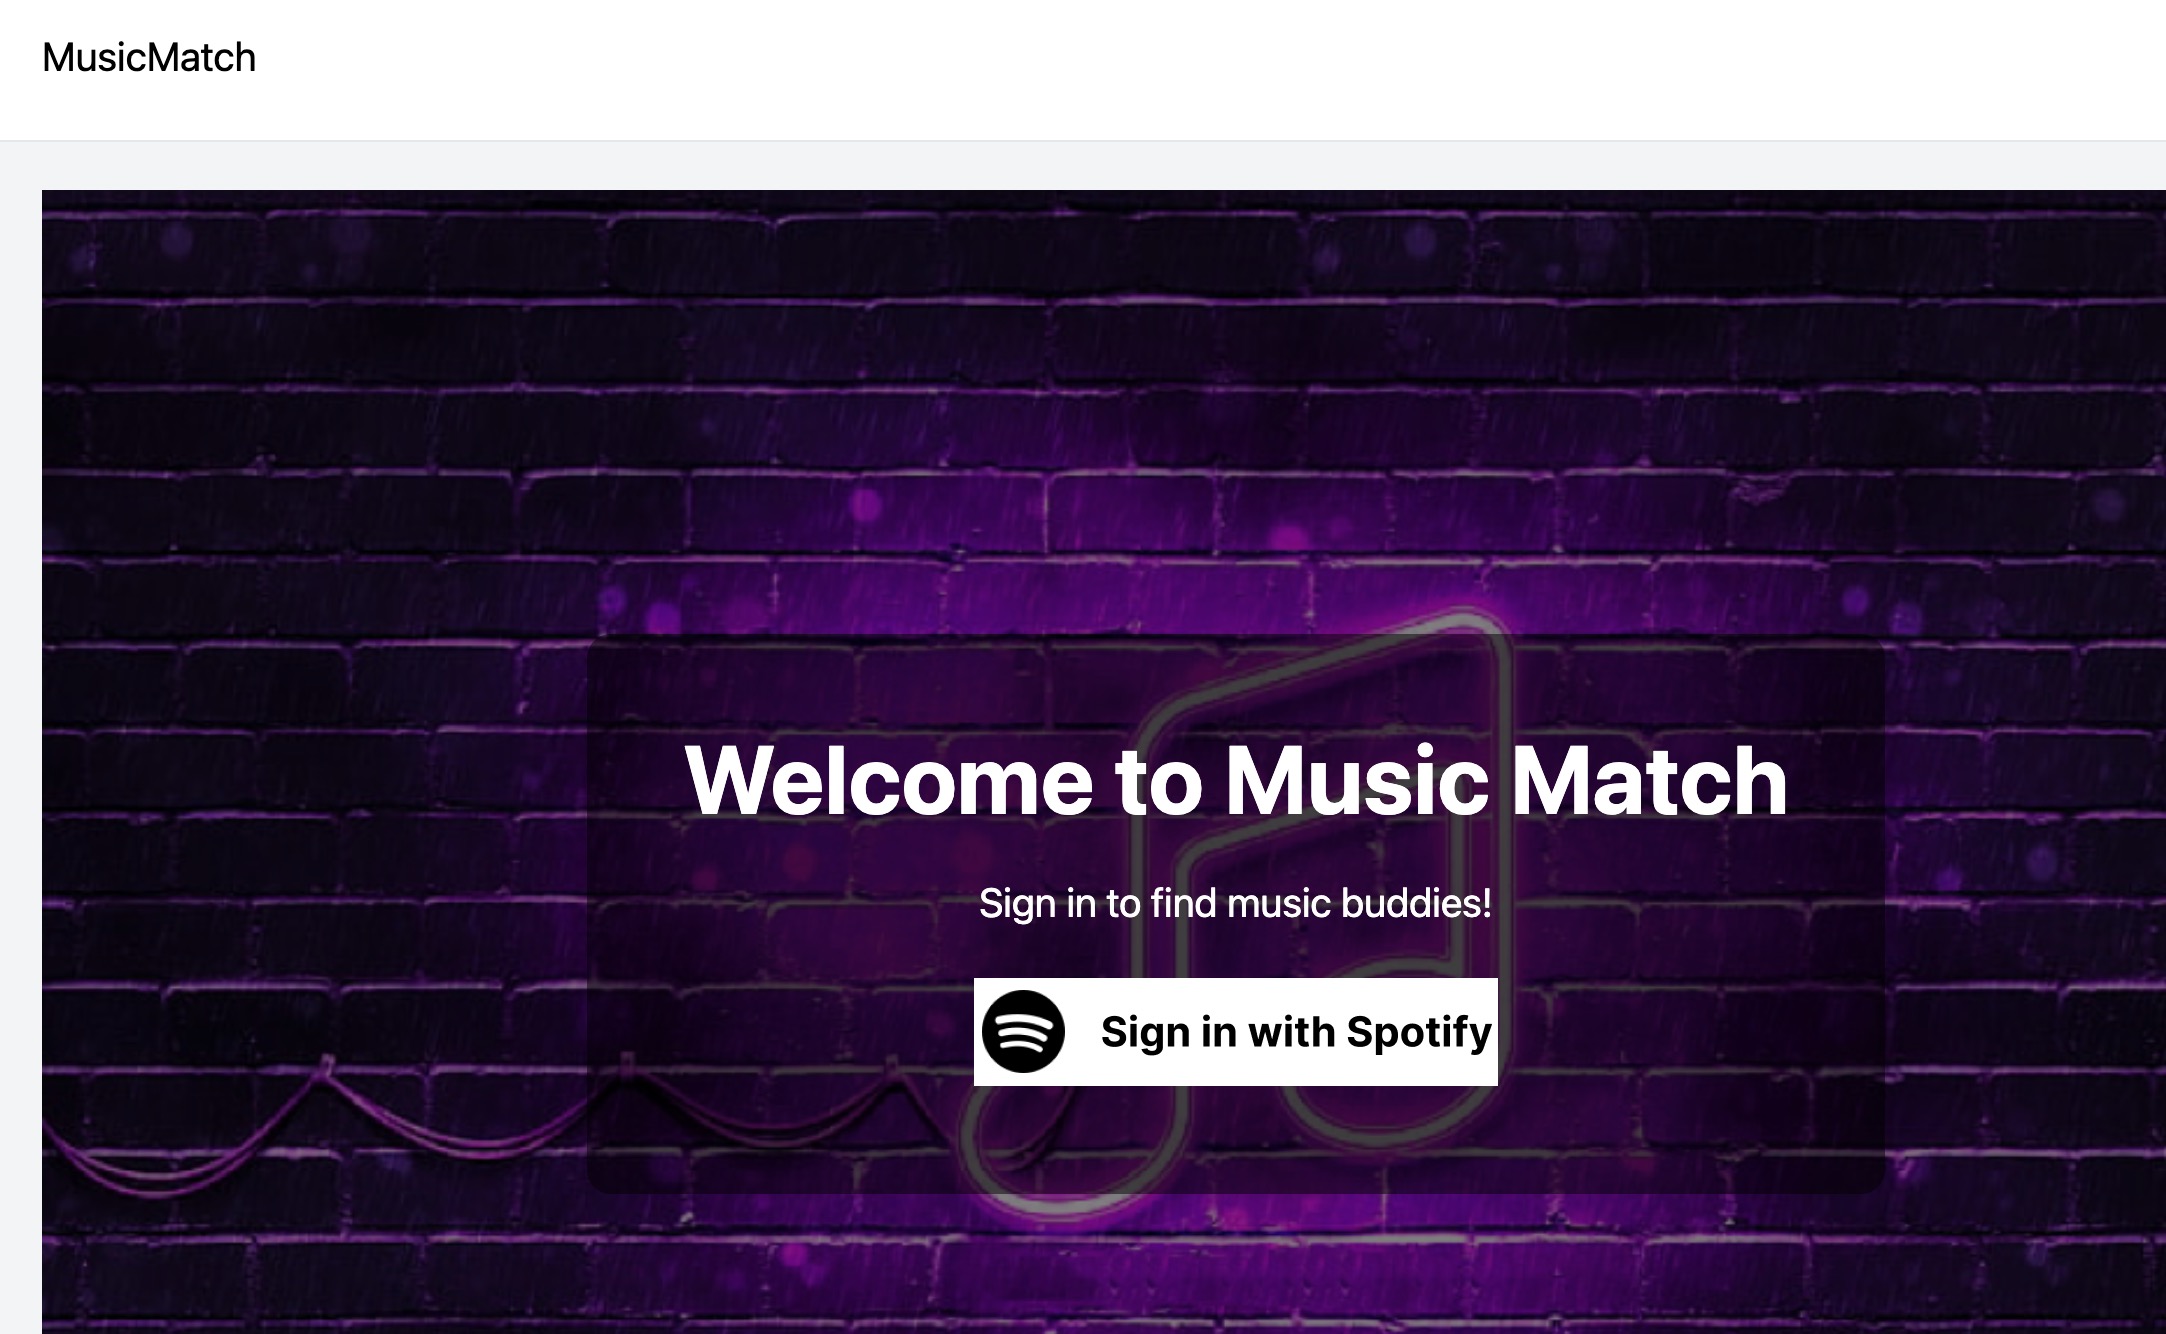 MusicMatch
Welcome to Music Match
Sign in to find music buddies!
Sign in with Spotify